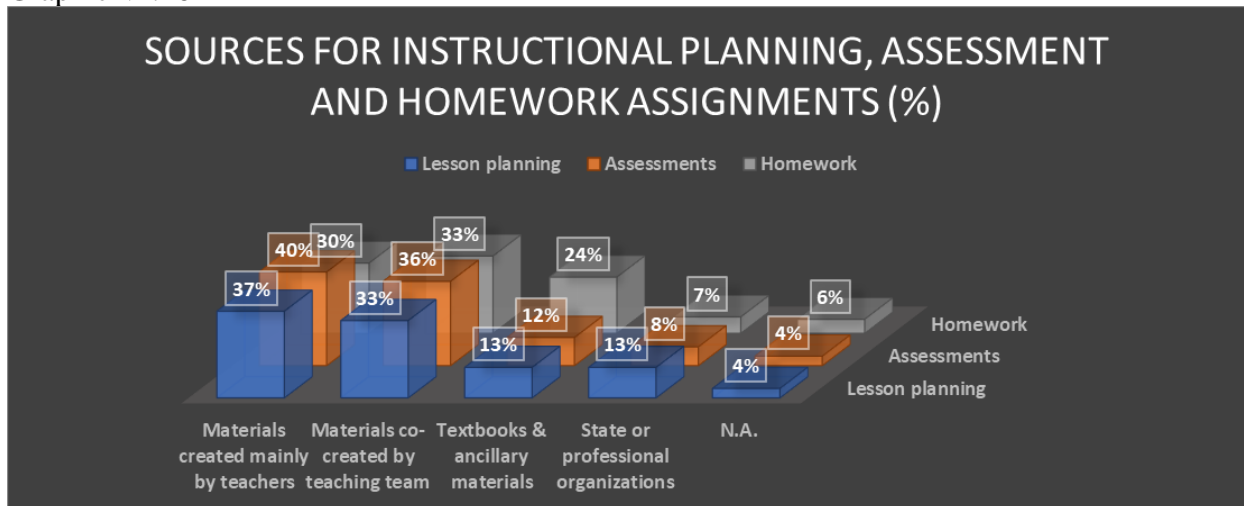 SOURCES FOR INSTRUCTIONAL PLANNING, ASSESSMENT
AND HOMEWORK ASSIGNMENTS (%)
Lesson planning Assessments Homework
30% 33% 24% 7% 6%
40% 36% 12% 8% 4%
37% 33% 13% 13% 4%
Homework
Assessments
Lesson planning
Materials created mainly by teachers
Materials co-created by teaching team
Textbooks & ancillary materials
State or professional organizations
N.A.